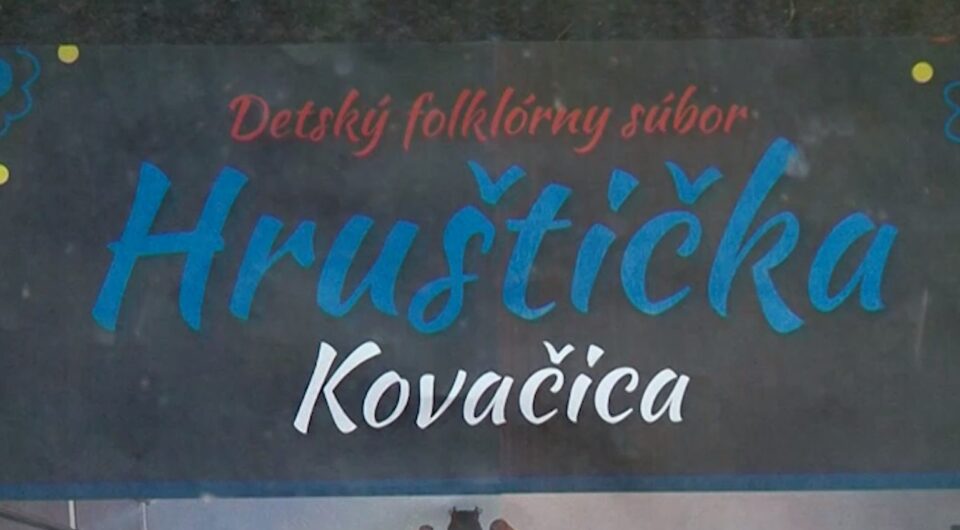 Detský folklórny súbor
Hruštička
Kovačica